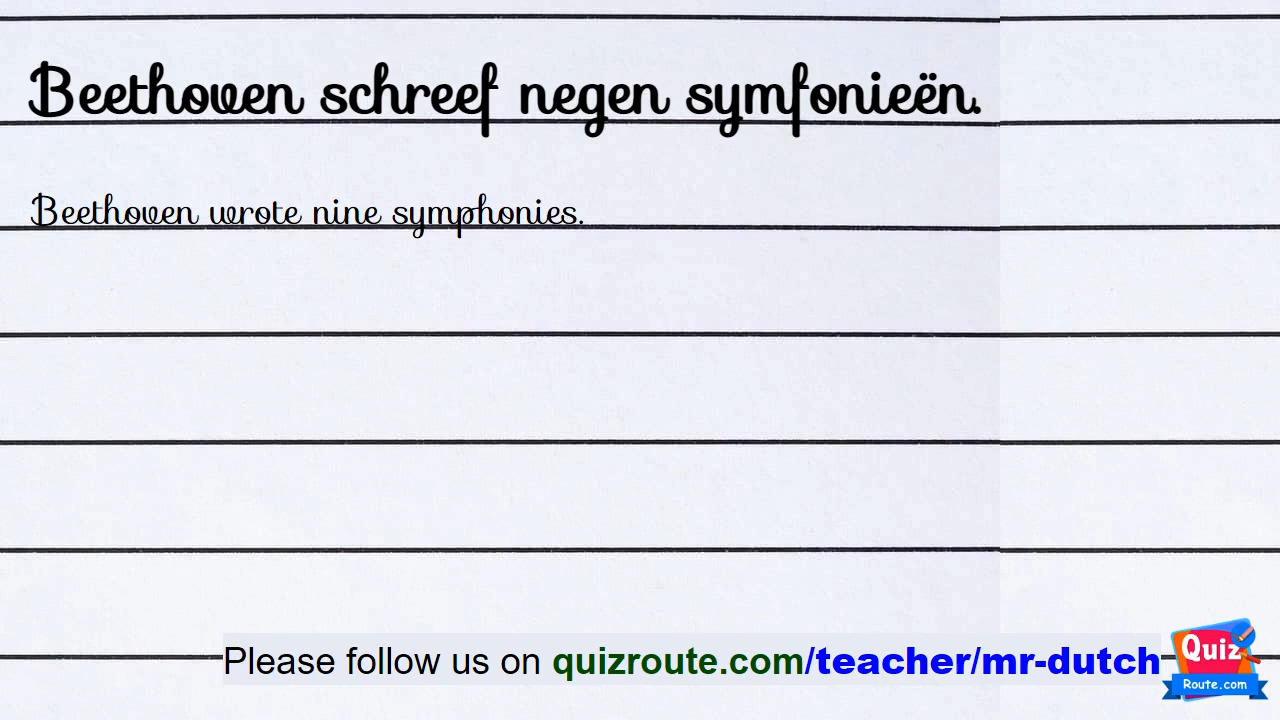 Beethoven schreef negen symfonieën.
Beethoven wrote nine symphonies.
Please follow us on quizroute.com/teacher/mr-dutch
Quiz
Route.com